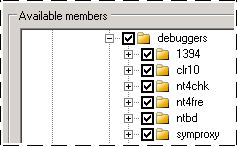 Available members
debuggers
1394
clr10
nt4chk
nt4fre
ntbd
symproxy